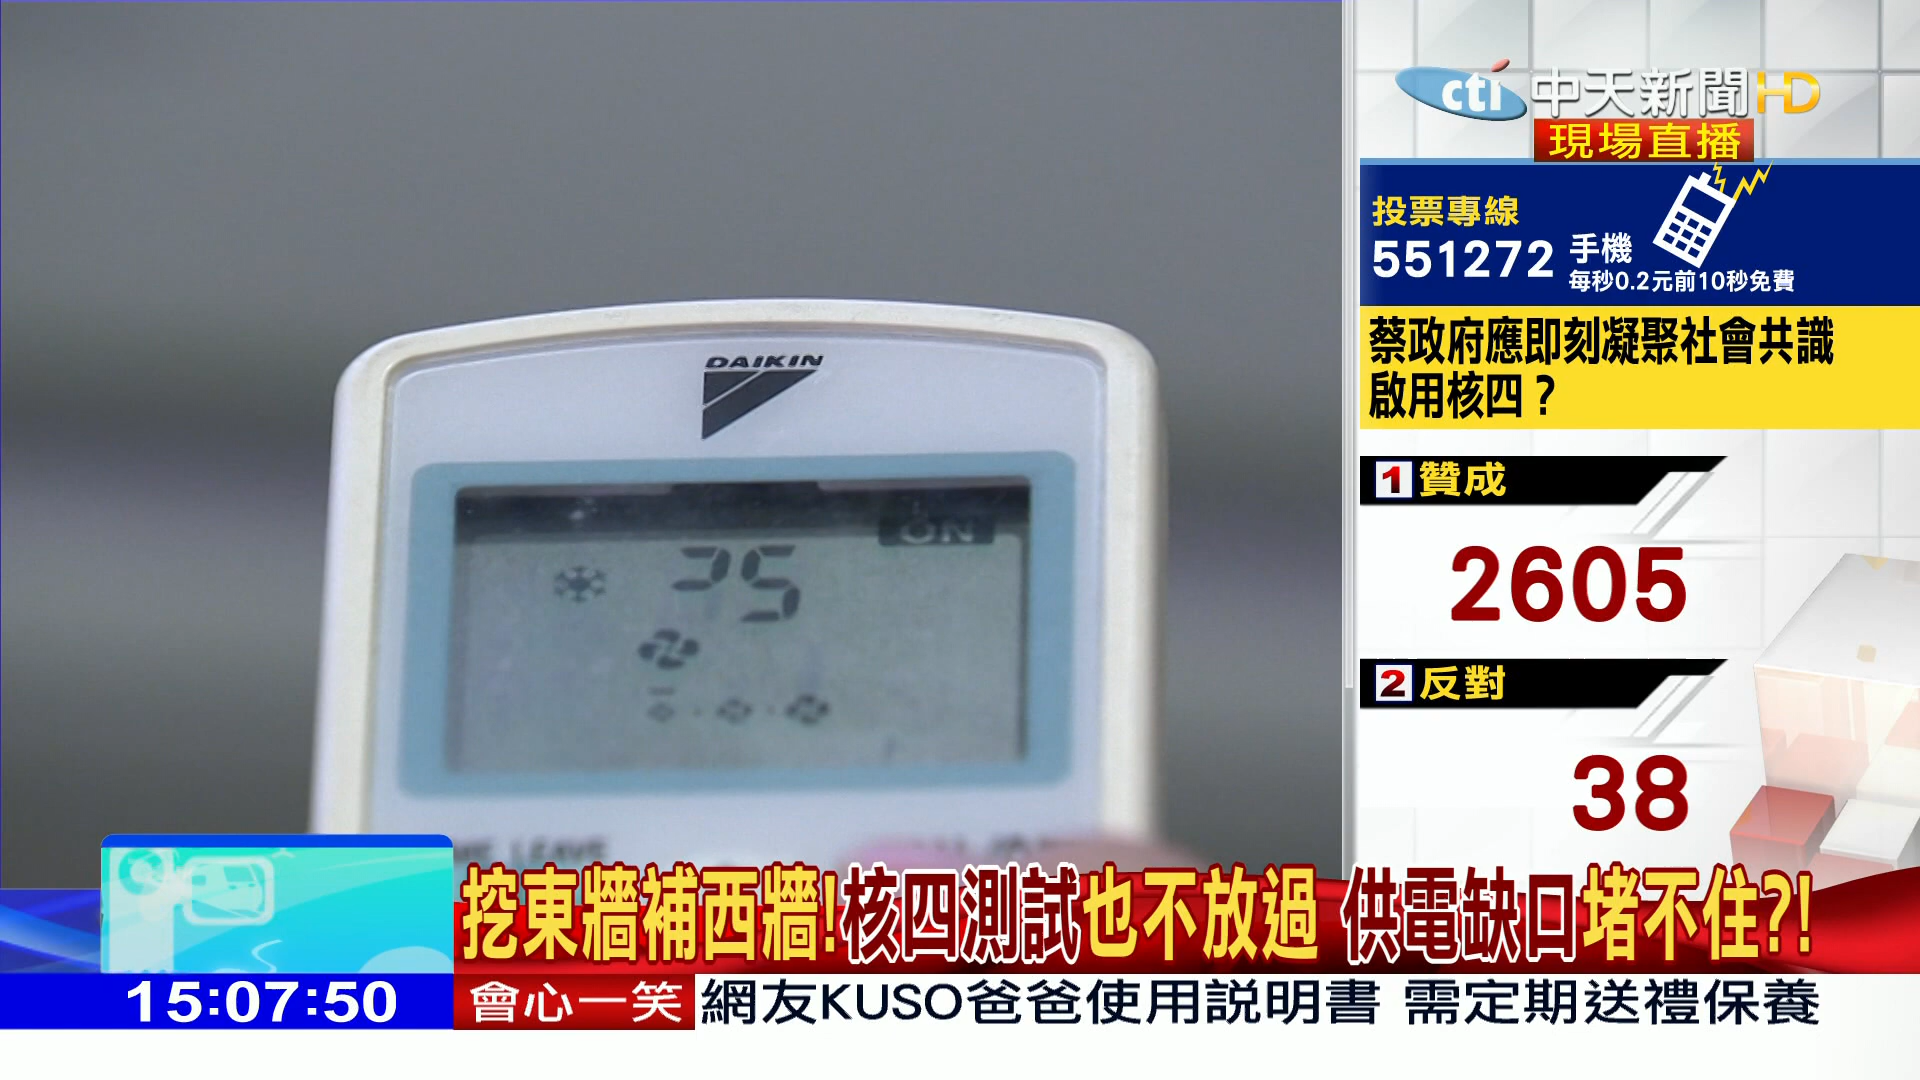 cti 中天新聞HD
現場直播
投票專線
551272 手機
每秒0.2元前10秒免費
蔡政府應即刻凝聚社會共識
啟用核四？
1 贊成
2605
2 反對
38
DAIKIN
ON
25
挖東牆補西牆!核四測試也不放過 供電缺口堵不住?!
15:07:50 會心一笑 網友KUSO爸爸使用説明書 需定期送禮保養